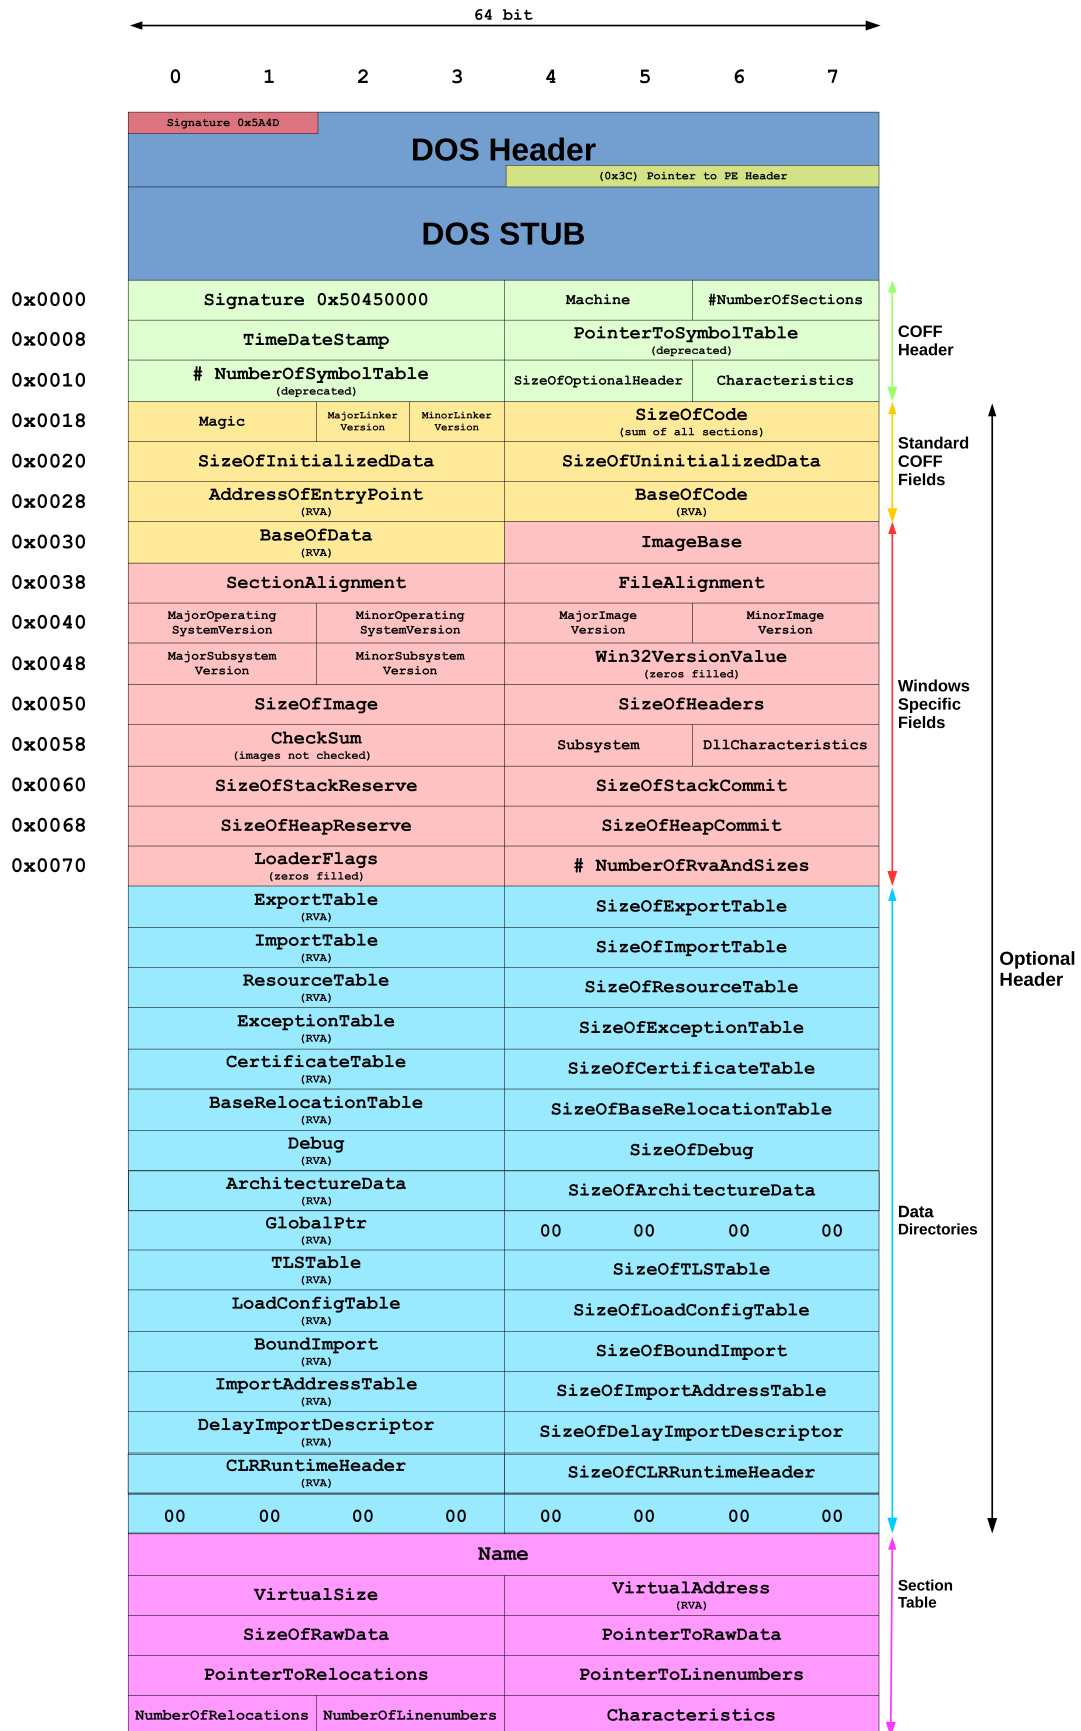 64 bit
0 1 2 3 4 5 6 7
Signature 0x5A4D
DOS Header
(0x3C) Pointer to PE Header
DOS STUB
0x0000 Signature 0x50450000 Machine #NumberOfSections
0x0008 TimeDateStamp PointerToSymbolTable
(deprecated)
COFF
Header
0x0010 # NumberOfSymbolTable
(deprecated)
SizeOfOptionalHeader Characteristics
0x0018 Magic MajorLinker
Version
MinorLinker
Version
SizeOfCode
(sum of all sections)
0x0020 SizeOfInitializedData SizeOfUninitializedData
Standard
COFF
Fields
0x0028 AddressOfEntryPoint
(RVA)
BaseOfCode
(RVA)
0x0030 BaseOfData
(RVA)
ImageBase
0x0038 SectionAlignment FileAlignment
0x0040 MajorOperating
SystemVersion
MinorOperating
SystemVersion
MajorImage
Version
MinorImage
Version
0x0048 MajorSubsystem
Version
MinorSubsystem
Version
Win32VersionValue
(zeros filled)
0x0050 SizeOfImage SizeOfHeaders
Windows
Specific
Fields
0x0058 CheckSum
(images not checked)
Subsystem DllCharacteristics
0x0060 SizeOfStackReserve SizeOfStackCommit
0x0068 SizeOfHeapReserve SizeOfHeapCommit
0x0070 LoaderFlags
(zeros filled)
# NumberOfRvaAndSizes
ExportTable
(RVA)
SizeOfExportTable
ImportTable
(RVA)
SizeOfImportTable
Optional
Header
ResourceTable
(RVA)
SizeOfResourceTable
ExceptionTable
(RVA)
SizeOfExceptionTable
CertificateTable
(RVA)
SizeOfCertificateTable
BaseRelocationTable
(RVA)
SizeOfBaseRelocationTable
Debug
(RVA)
SizeOfDebug
ArchitectureData
(RVA)
SizeOfArchitectureData
Data
Directories
GlobalPtr
(RVA)
00 00 00 00
TLSTable
(RVA)
SizeOfTLSTable
LoadConfigTable
(RVA)
SizeOfLoadConfigTable
BoundImport
(RVA)
SizeOfBoundImport
ImportAddressTable
(RVA)
SizeOfImportAddressTable
DelayImportDescriptor
(RVA)
SizeOfDelayImportDescriptor
CLRRuntimeHeader
(RVA)
SizeOfCLRRuntimeHeader
00 00 00 00 00 00 00 00
Name
VirtualSize VirtualAddress
(RVA)
Section
Table
SizeOfRawData PointerToRawData
PointerToRelocations PointerToLinenumbers
NumberOfRelocations NumberOfLinenumbers Characteristics